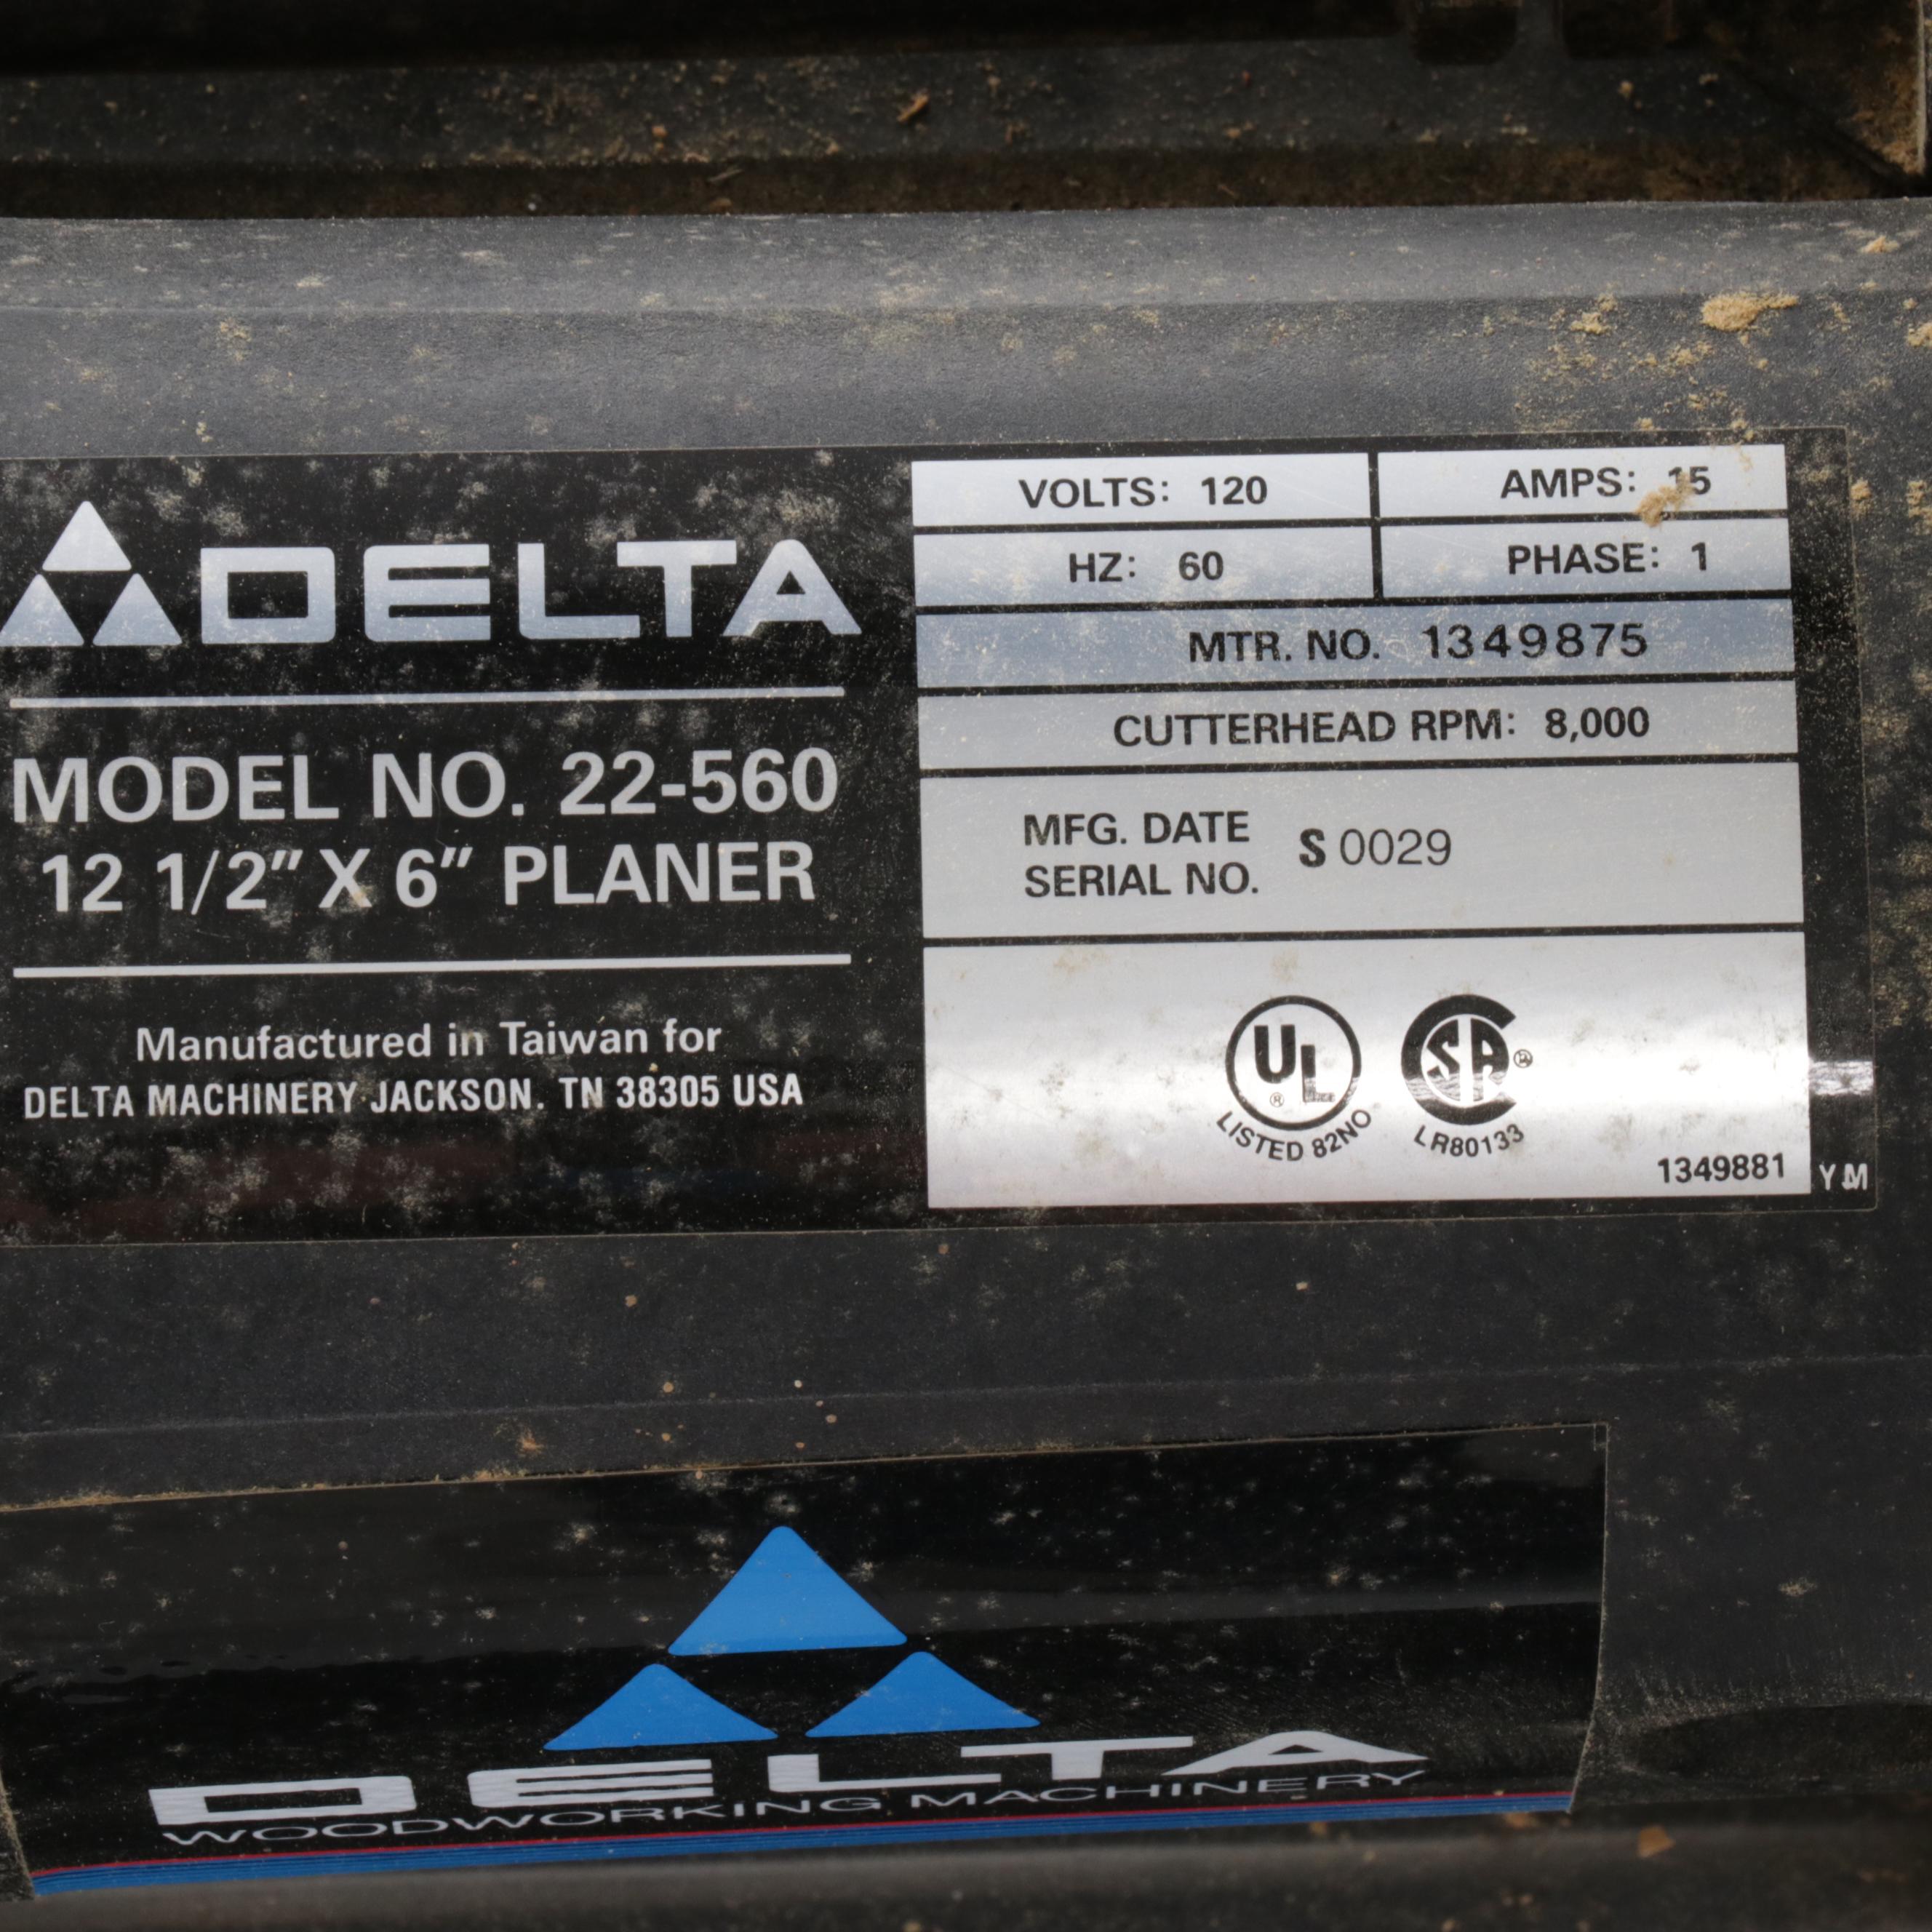 DELTA
MODEL NO. 22-560
12 1/2" X 6" PLANER
Manufactured in Taiwan for
DELTA MACHINERY JACKSON. TN 38305 USA
VOLTS: 120
AMPS: 15
HZ: 60
PHASE: 1
MTR. NO. 1349875
CUTTERHEAD RPM: 8,000
MFG. DATE
SERIAL NO.
S 0029
UL ®
LISTED 82NO
SA ®
LR80133
1349881
Y.M
DELTA
WOODWORKING MACHINERY